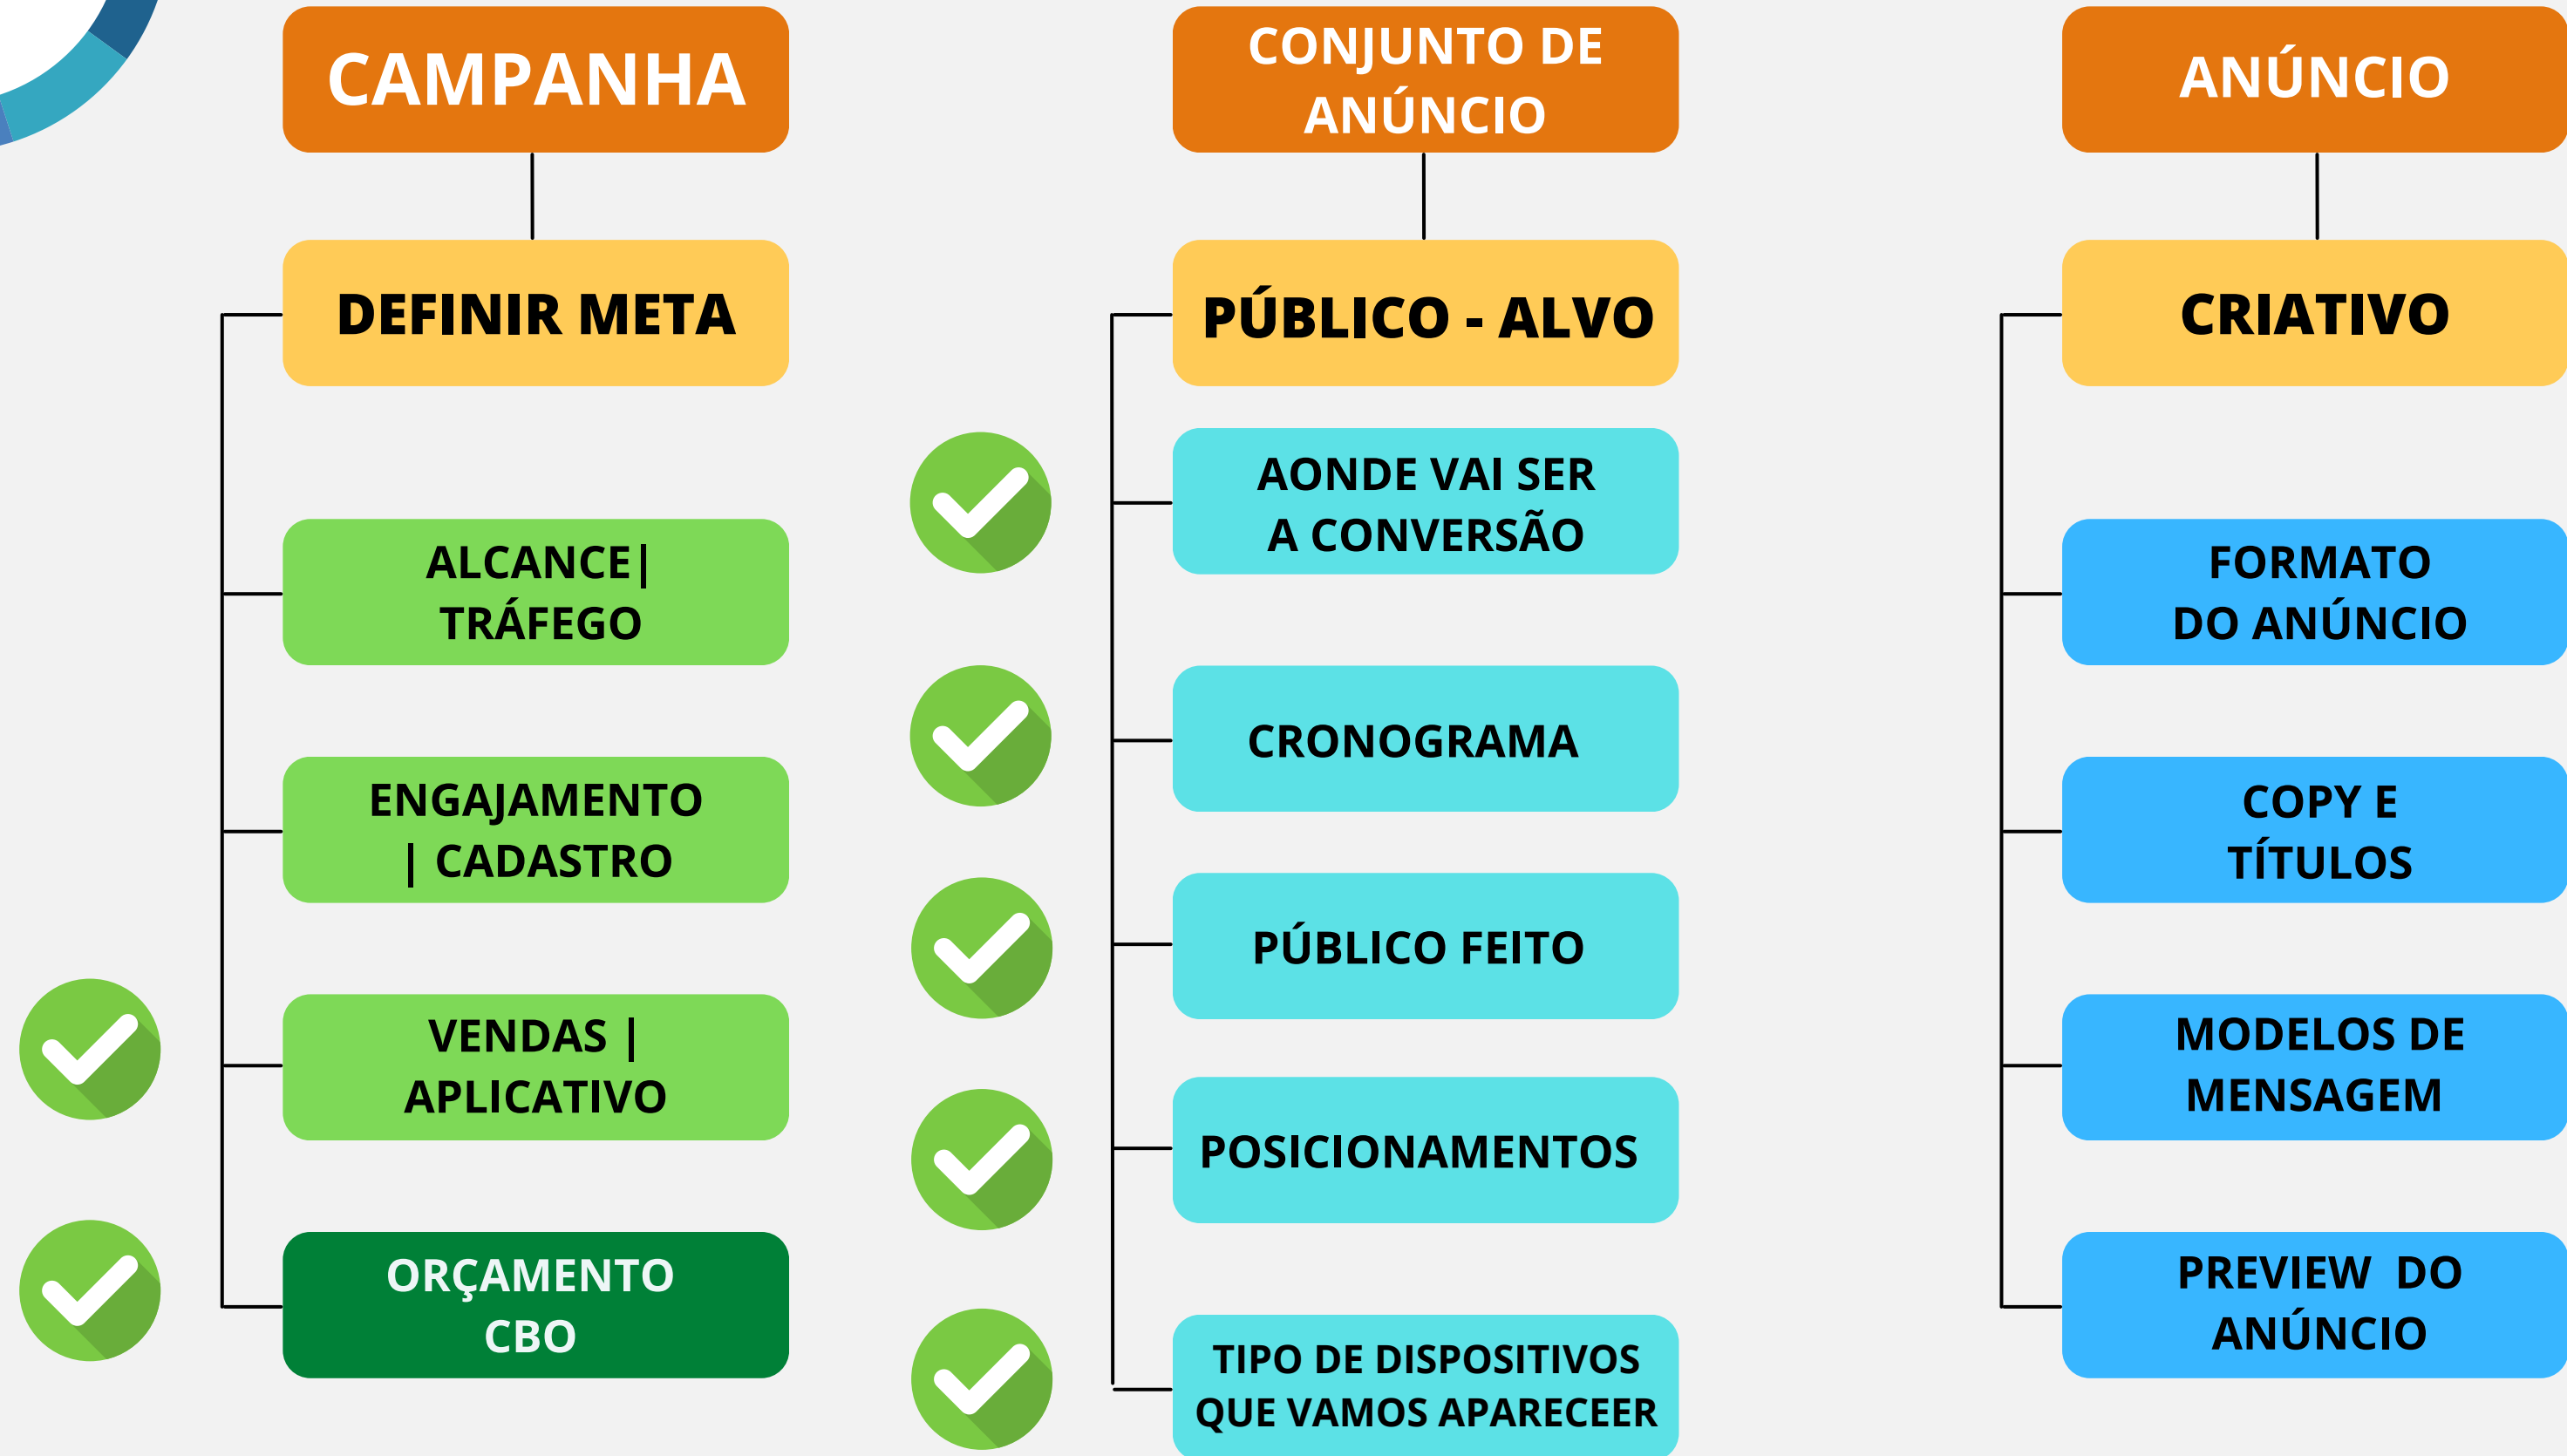 CAMPANHA
DEFINIR META
ALCANCE|
TRÁFEGO
ENGAJAMENTO
| CADASTRO
VENDAS |
APLICATIVO
ORÇAMENTO
CBO
CONJUNTO DE
ANÚNCIO
PÚBLICO - ALVO
AONDE VAI SER
A CONVERSÃO
CRONOGRAMA
PÚBLICO FEITO
POSICIONAMENTOS
TIPO DE DISPOSITIVOS
QUE VAMOS APARECEER
ANÚNCIO
CRIATIVO
FORMATO
DO ANÚNCIO
COPY E
TÍTULOS
MODELOS DE
MENSAGEM
PREVIEW DO
ANÚNCIO